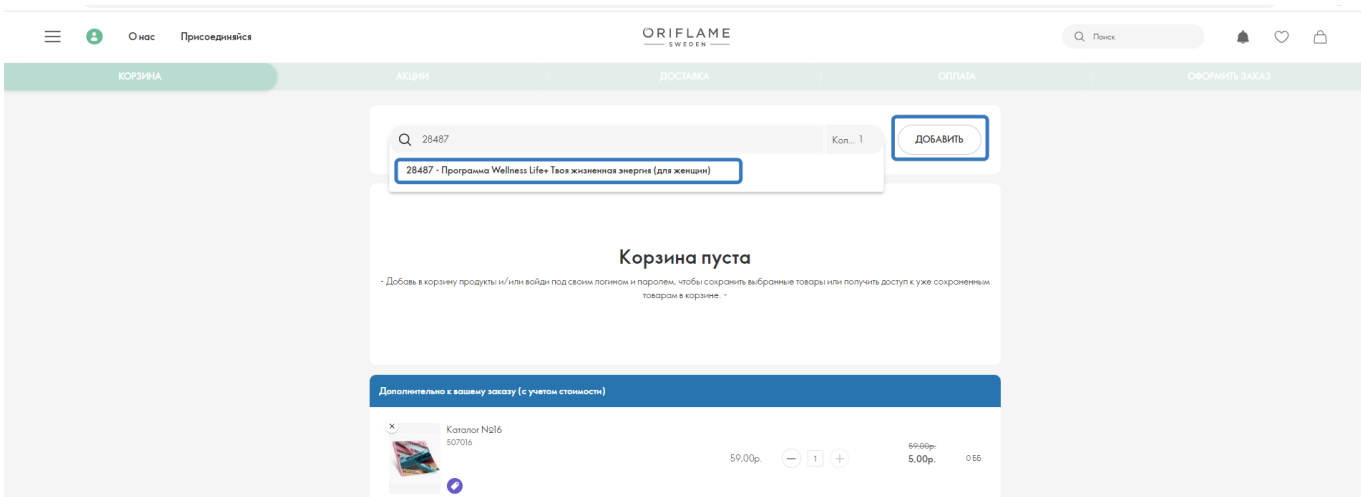 О нас Присоединяйся
ORIFLAME
SWEDEN
Поиск
КОРЗИНА АКЦИИ ДОСТАВКА ОПЛАТА ОФОРМИТЬ ЗАКАЗ
28487 Кол... 1 ДОБАВИТЬ
28487 - Программа Wellness Life+ Твоя жизненная энергия (для женщин)
Корзина пуста
- Добавь в корзину продукты и/или войди под своим логином и паролем, чтобы сохранить выбранные товары или получить доступ к уже сохраненным
товарам в корзине. -
Дополнительно к вашему заказу (с учетом стоимости)
Каталог №16
507016
59,00р. 1 59,00р.
5,00р. 0 ББ